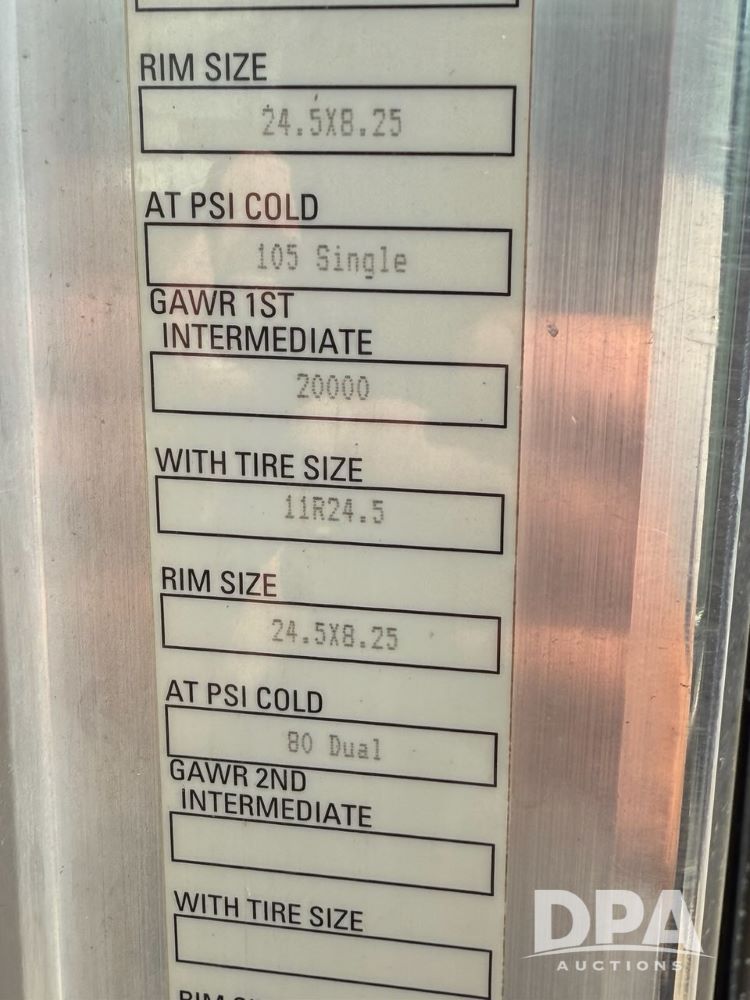 RIM SIZE
24.5X8.25
AT PSI COLD
105 Single
GAWR 1ST
INTERMEDIATE
20000
WITH TIRE SIZE
11R24.5
RIM SIZE
24.5X8.25
AT PSI COLD
80 Dual
GAWR 2ND
INTERMEDIATE
WITH TIRE SIZE
DPA
AUCTIONS